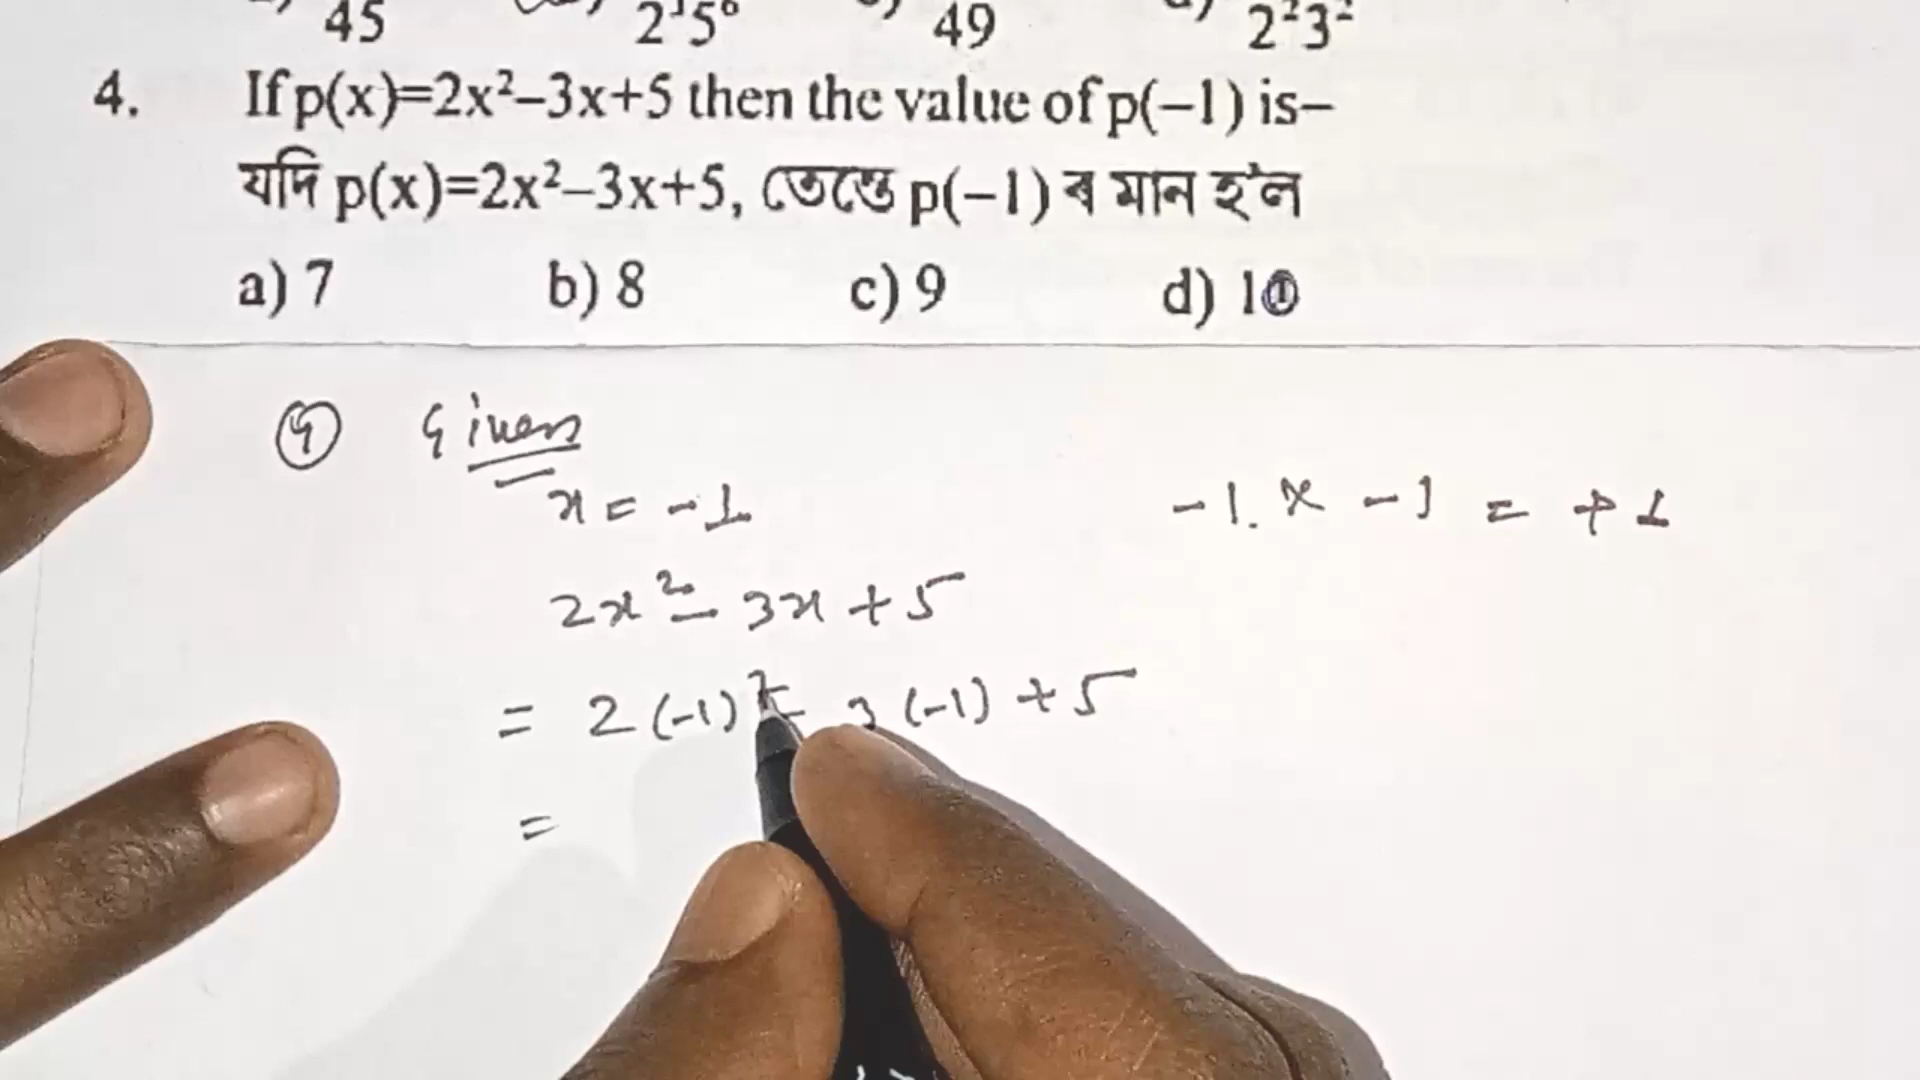 45 2³5⁶ 49 2²3²
4. If p(x)=2x²–3x+5 then the value of p(–1) is–
যদি p(x)=2x²–3x+5, তেন্তে p(–1) ৰ মান হ'ল
a) 7 b) 8 c) 9 d) 10
④ Given
x = -1
-1 × -1 = +1
2x² - 3x + 5
= 2(-1)² - 3(-1) + 5
=